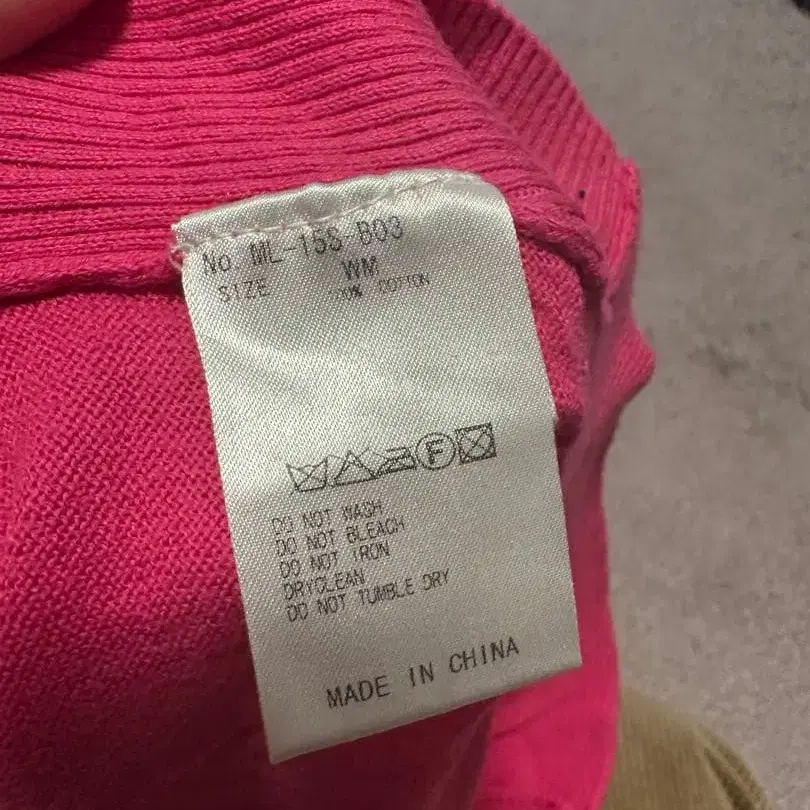 No. ML-15S-B03
SIZE WM
100% COTTON
F
DO NOT WASH
DO NOT BLEACH
DO NOT IRON
DRYCLEAN
DO NOT TUMBLE DRY
MADE IN CHINA